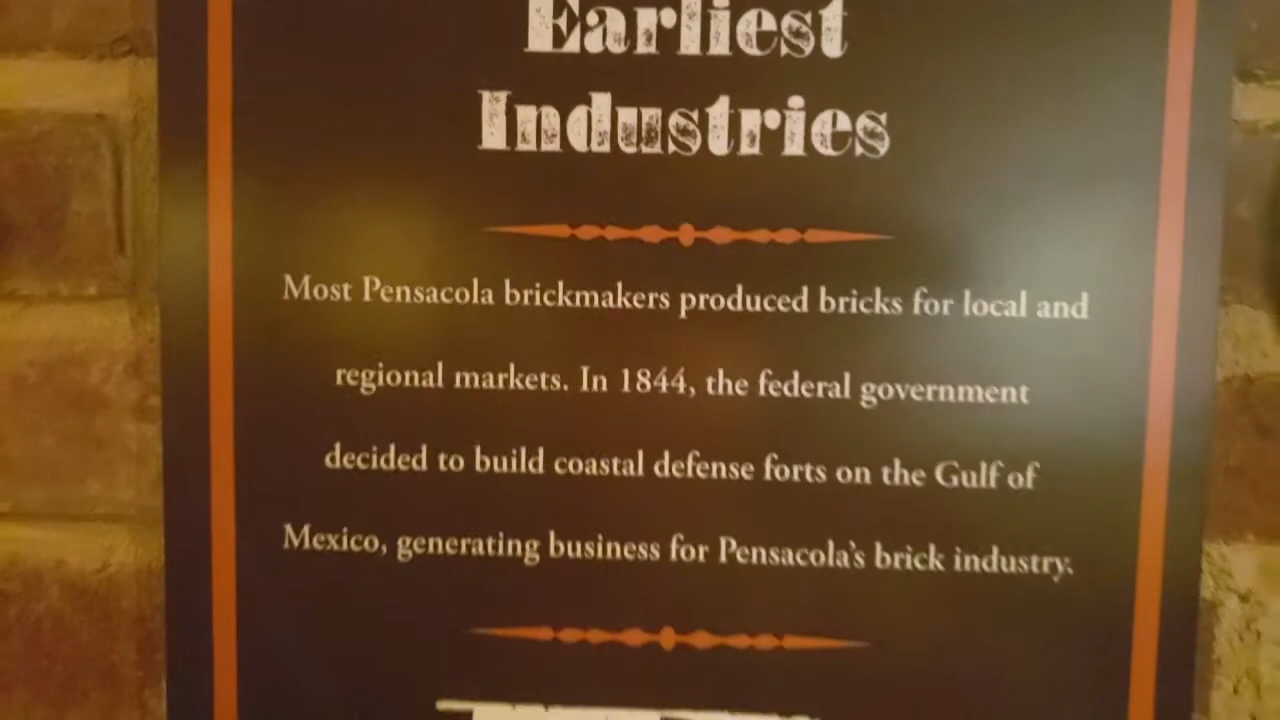 Earliest
Industries
Most Pensacola brickmakers produced bricks for local and
regional markets. In 1844, the federal government
decided to build coastal defense forts on the Gulf of
Mexico, generating business for Pensacola's brick industry.